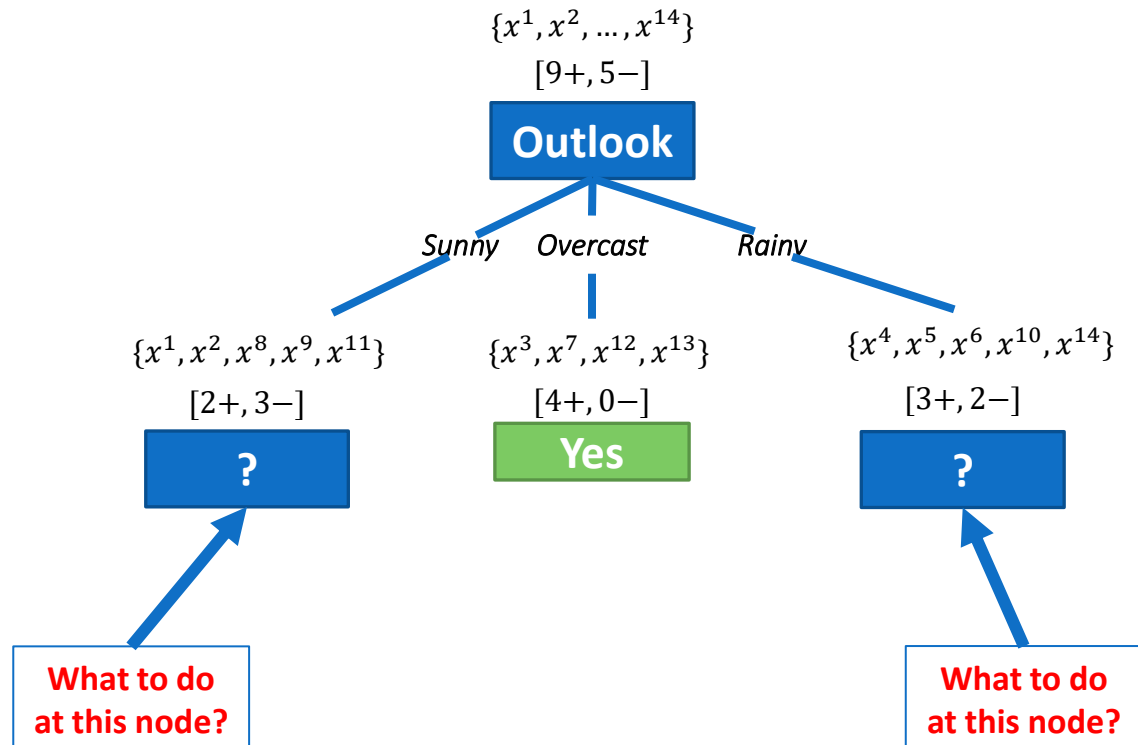 {x¹, x², …, x¹⁴}
[9+, 5−]
Outlook
Sunny Overcast Rainy
{x¹, x², x⁸, x⁹, x¹¹}
[2+, 3−]
?
{x³, x⁷, x¹², x¹³}
[4+, 0−]
Yes
{x⁴, x⁵, x⁶, x¹⁰, x¹⁴}
[3+, 2−]
?
What to do
at this node?
What to do
at this node?